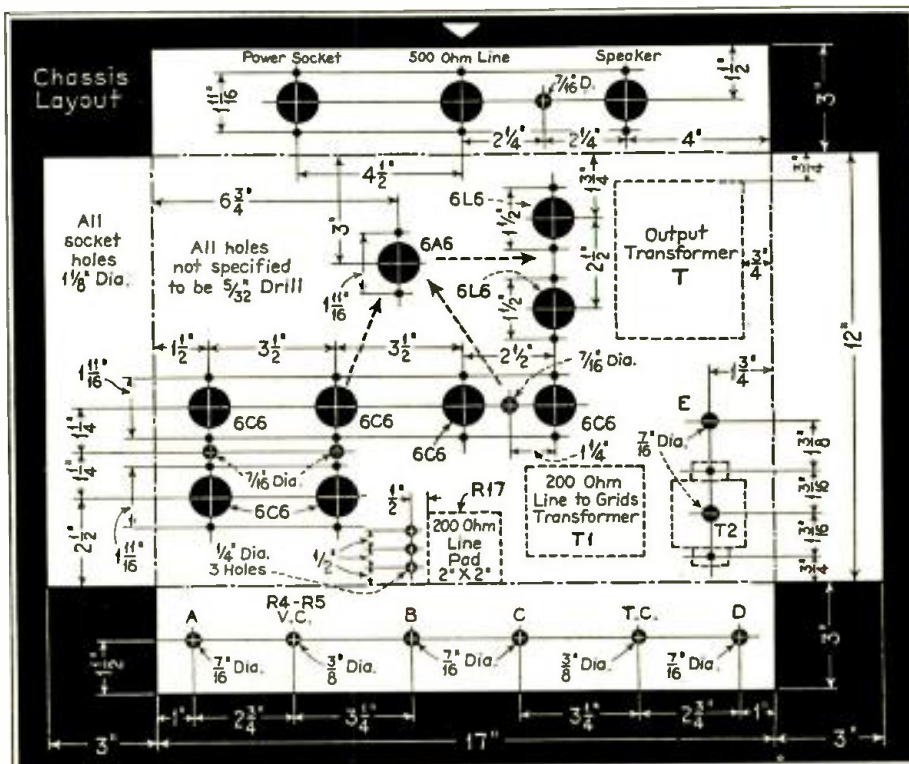 Chassis
Layout
Power Socket
500 Ohm Line
Speaker
7/16" D.
1 1/2"
3"
1 11/16"
2 1/4"
2 1/4"
4"
4 1/2"
6 3/4"
3"
1 3/4"
3/4"
All
socket
holes
1 1/8" Dia.
All holes
not specified
to be 5/32" Drill
6L6
1 1/2"
6A6
Output
Transformer
T
3/4"
2 1/2"
6L6
1 11/16"
1 1/2"
12"
1 1/2"
3 1/2"
3 1/2"
2 1/2"
7/16" Dia.
1 3/4"
1 11/16"
E
6C6
6C6
6C6
6C6
7/16" Dia.
1 3/8"
1 1/4"
1 1/4"
7/16 Dia.
1 1/4"
1/2"
R17
200 Ohm
Line to Grids
Transformer
T1
1 3/16"
T2
1 3/16"
3/4"
6C6
200 Ohm
Line
Pad
2" X 2"
2 1/2"
1 11/16"
1/4" Dia.
3 Holes
1/2"
A
R4-R5
V.C.
B
C
T.C.
D
1 1/2"
7/16" Dia.
3/8" Dia.
7/16" Dia.
3/8" Dia.
7/16" Dia.
3"
1"
2 3/4"
3 1/4"
3 1/4"
2 3/4"
1"
3"
17"
3"